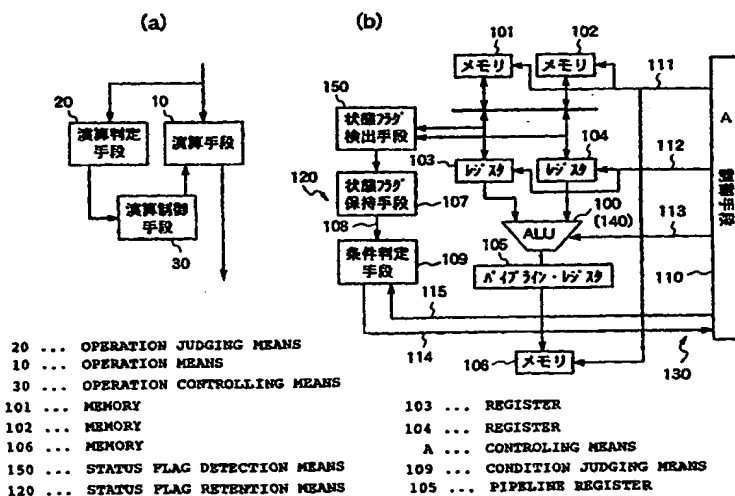 (a)
20
10
演算判定
手段
演算手段
演算制御
手段
30
(b)
101
102
メモリ
メモリ
111
150
状態フラグ
検出手段
103
104
レジスタ
レジスタ
112
A
制御手段
120
状態フラグ
保持手段
107
108
100
(140)
ALU
113
105
条件判定
手段
109
パイプライン・レジスタ
110
115
114
106
メモリ
130
20 ... OPERATION JUDGING MEANS
10 ... OPERATION MEANS
30 ... OPERATION CONTROLLING MEANS
101 ... MEMORY
102 ... MEMORY
106 ... MEMORY
150 ... STATUS FLAG DETECTION MEANS
120 ... STATUS FLAG RETENTION MEANS
103 ... REGISTER
104 ... REGISTER
A ... CONTROLING MEANS
109 ... CONDITION JUDGING MEANS
105 ... PIPELINE REGISTER